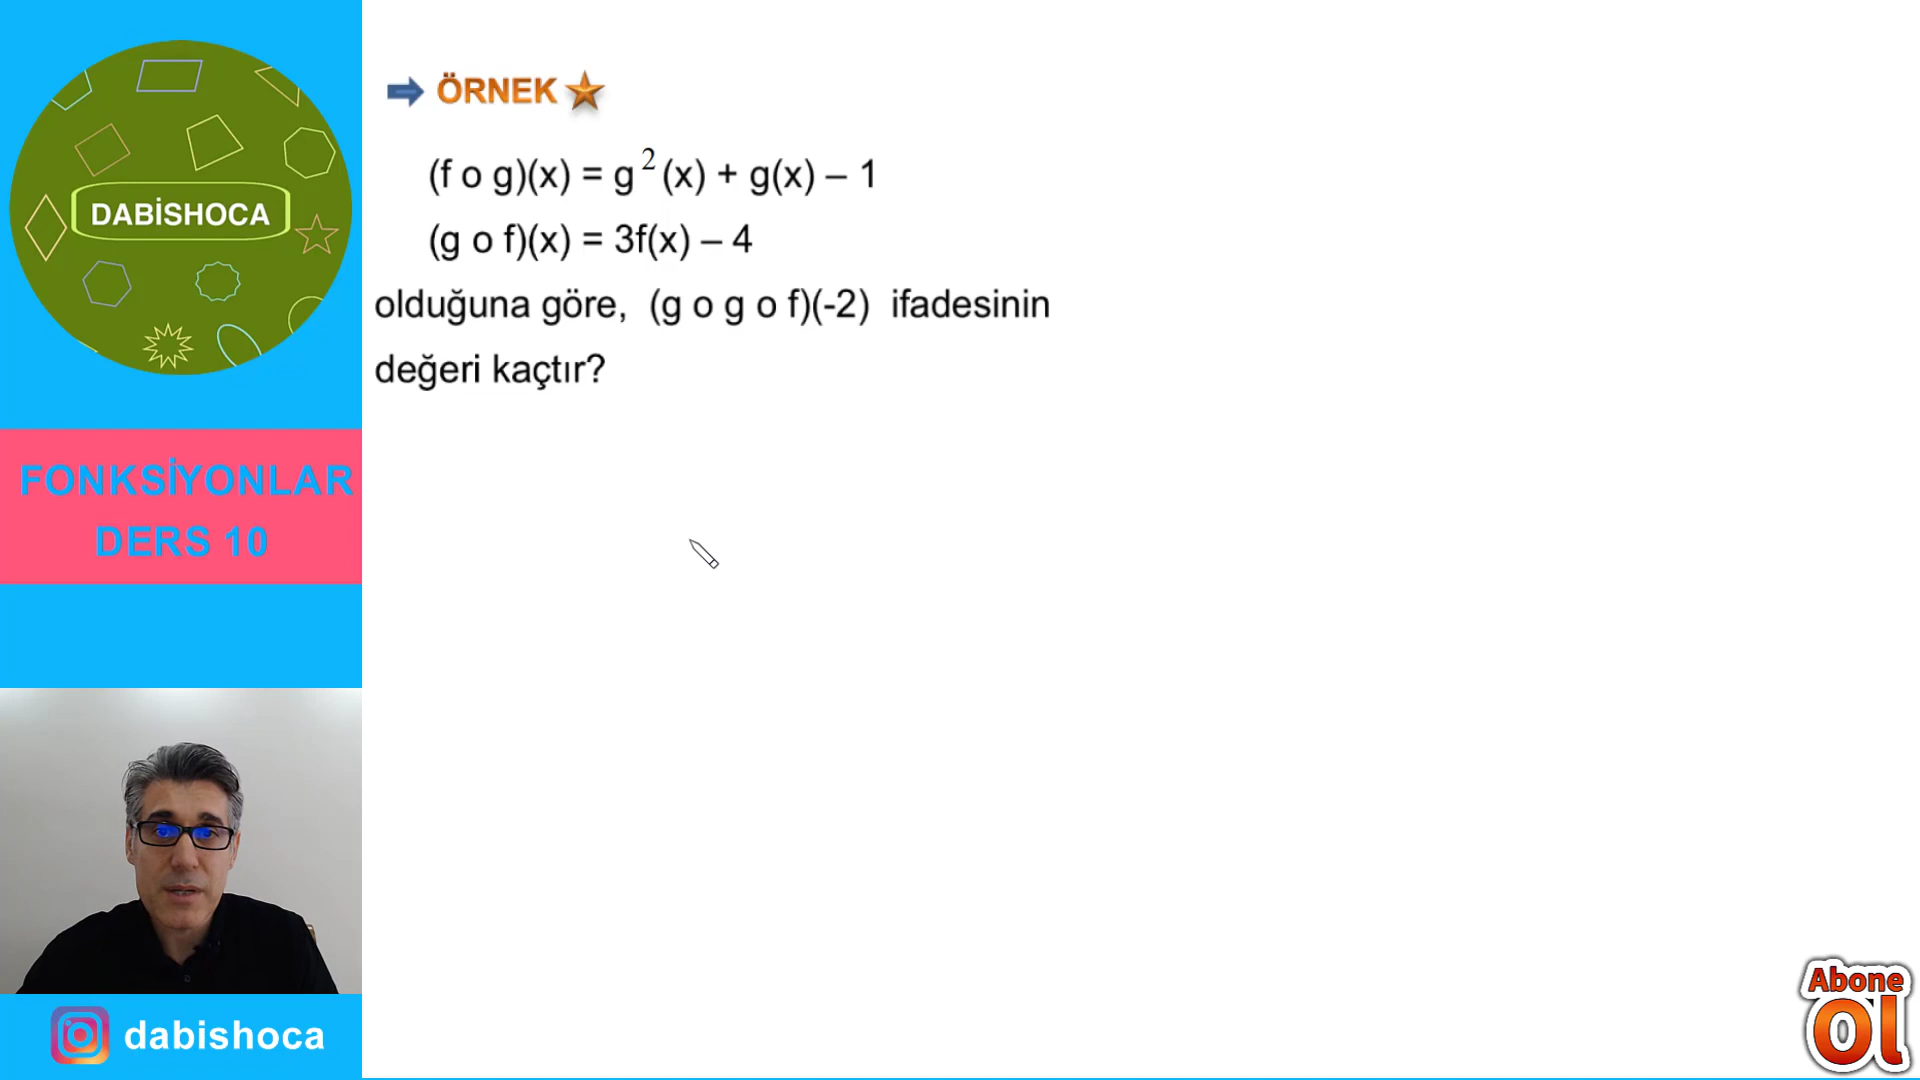 DABİSHOCA
FONKSİYONLAR
DERS 10
dabishoca
ÖRNEK
(f o g)(x) = g²(x) + g(x) – 1
(g o f)(x) = 3f(x) – 4
olduğuna göre, (g o g o f)(-2) ifadesinin
değeri kaçtır?
Abone
Ol